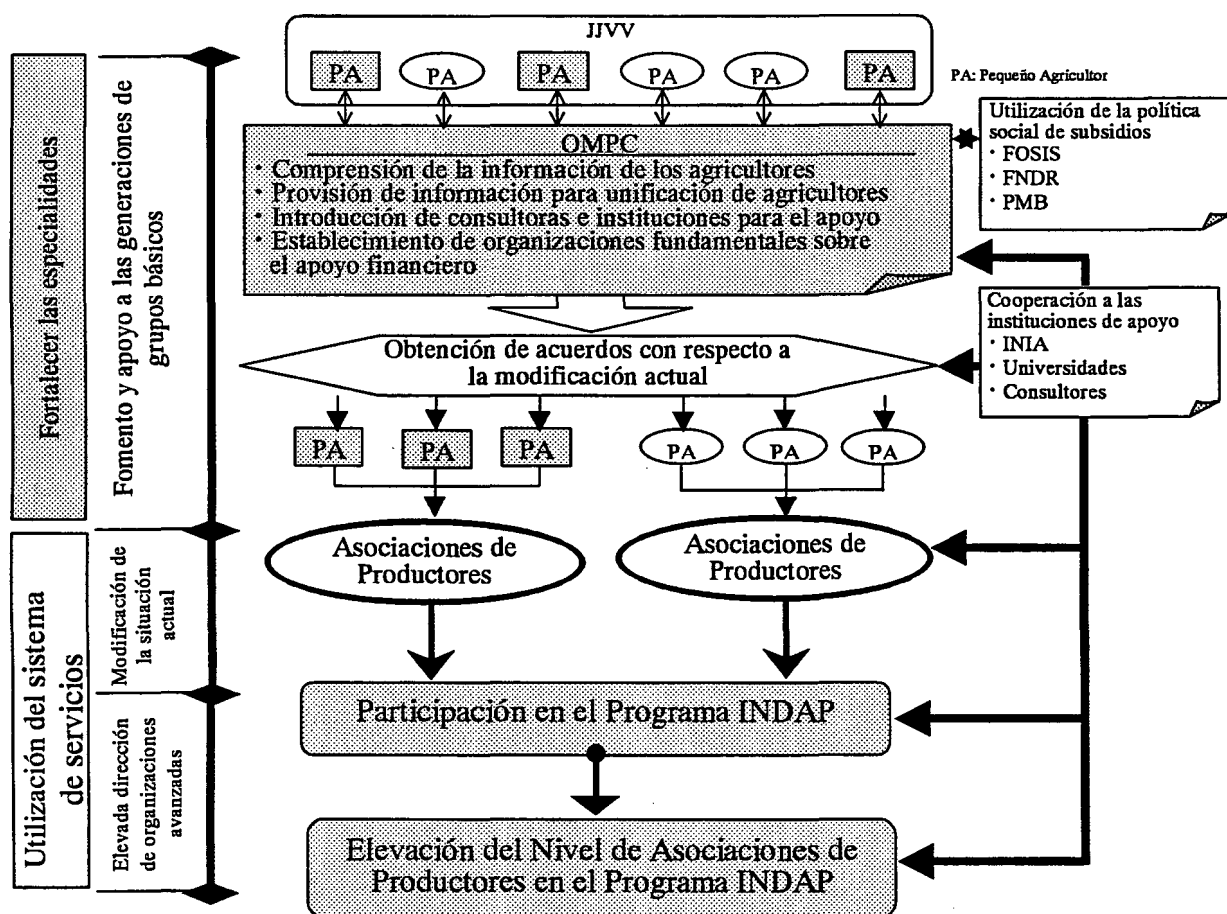 JJVV
PA
PA
PA
PA
PA
PA
PA: Pequeño Agricultor
Utilización de la política
social de subsidios
· FOSIS
· FNDR
· PMB
OMPC
· Comprensión de la información de los agricultores
· Provisión de información para unificación de agricultores
· Introducción de consultoras e instituciones para el apoyo
· Establecimiento de organizaciones fundamentales sobre
el apoyo financiero
Cooperación a las
instituciones de apoyo
· INIA
· Universidades
· Consultores
Obtención de acuerdos con respecto a
la modificación actual
PA
PA
PA
PA
PA
PA
Asociaciones de
Productores
Asociaciones de
Productores
Participación en el Programa INDAP
Elevación del Nivel de Asociaciones de
Productores en el Programa INDAP
Fortalecer las especialidades
Fomento y apoyo a las generaciones de
grupos básicos
Utilización del sistema
de servicios
Modificación de
la situación
actual
Elevada dirección
de organizaciones
avanzadas